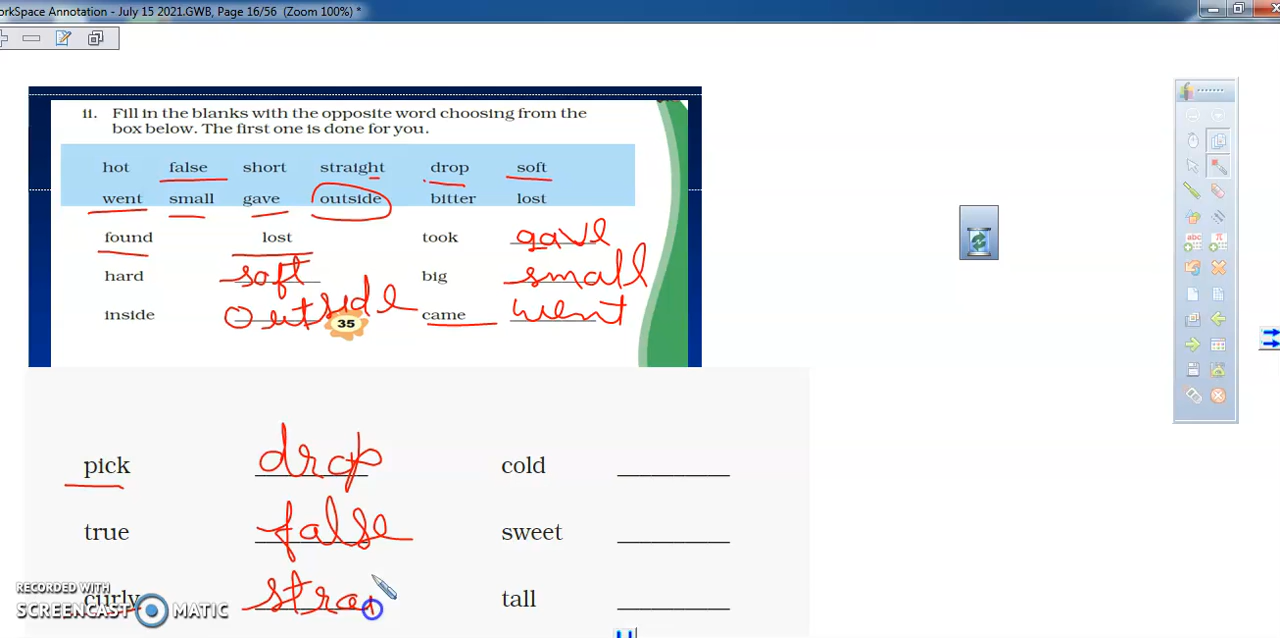 orkSpace Annotation - July 15 2021.GWB, Page 16/56 (Zoom 100%) *
ii. Fill in the blanks with the opposite word choosing from the
box below. The first one is done for you.
hot false short straight drop soft
went small gave outside bitter lost
found lost took gave
hard soft big small
inside outside came went
35
pick drop cold
true false sweet
curly stra tall
RECORDED WITH
SCREENCAST MATIC